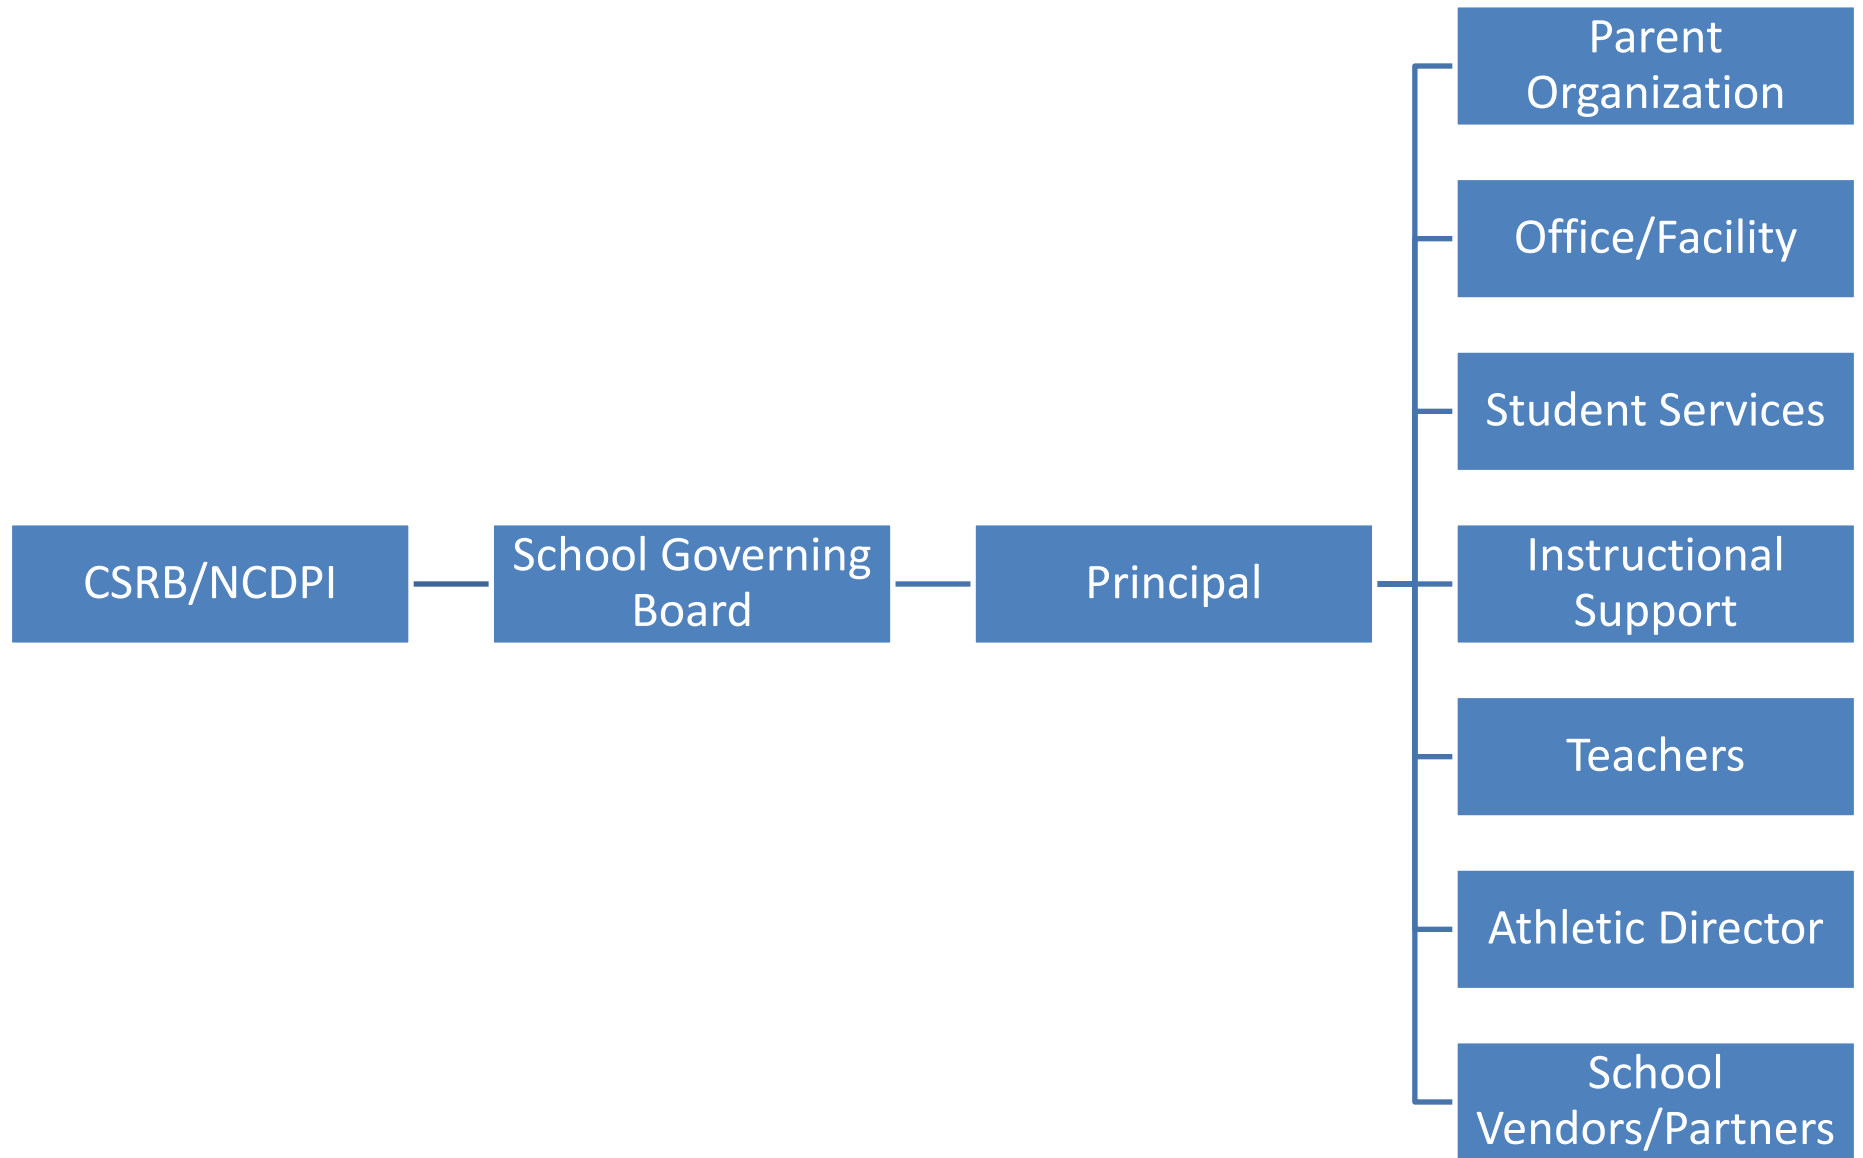 CSRB/NCDPI
School Governing
Board
Principal
Parent
Organization
Office/Facility
Student Services
Instructional
Support
Teachers
Athletic Director
School
Vendors/Partners